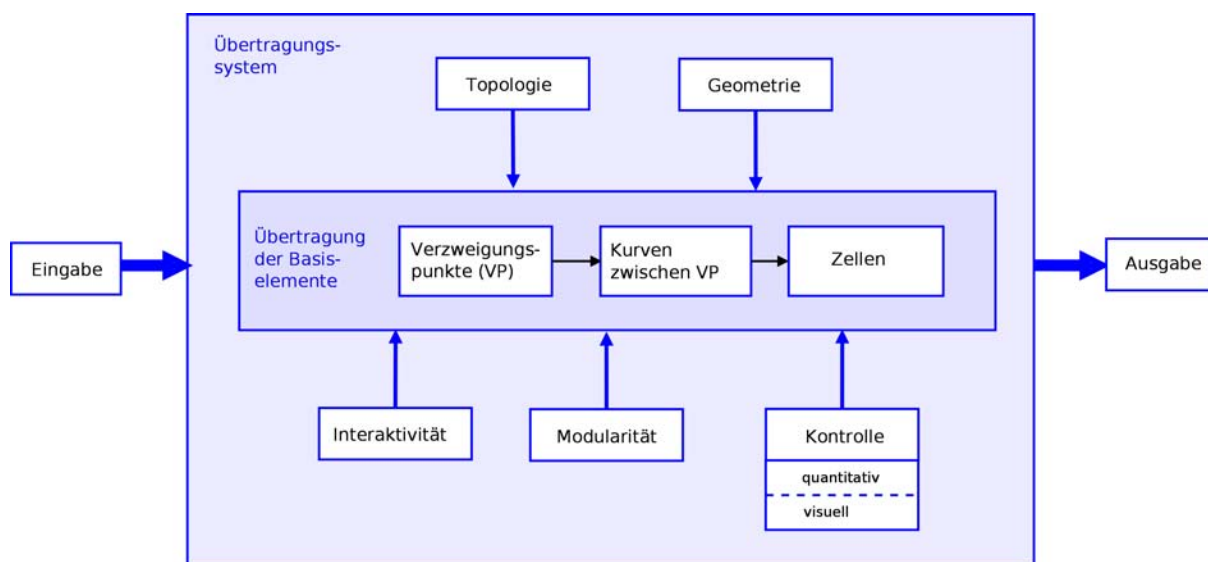 Übertragungs-
system
Topologie
Geometrie
Eingabe
Übertragung
der Basis-
elemente
Verzweigungs-
punkte (VP)
Kurven
zwischen VP
Zellen
Ausgabe
Interaktivität
Modularität
Kontrolle
quantitativ
visuell